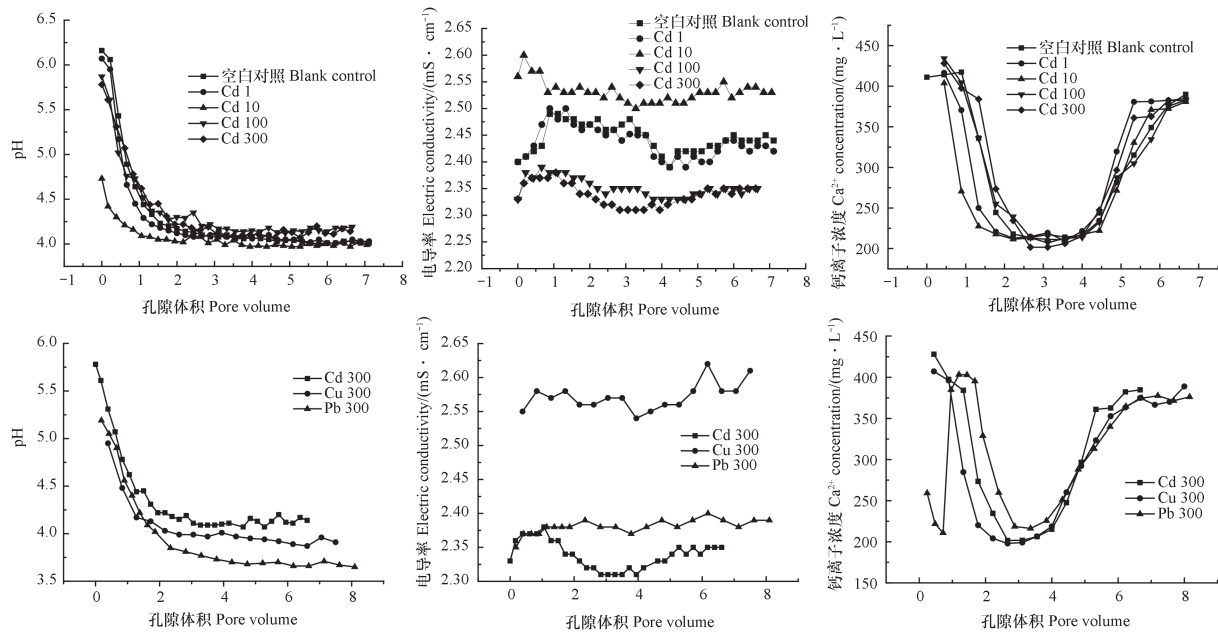 6.5
6.0
5.5
5.0
4.5
4.0
pH
空白对照 Blank control
Cd 1
Cd 10
Cd 100
Cd 300
−1 0 1 2 3 4 5 6 7 8
孔隙体积 Pore volume
2.65
2.60
2.55
2.50
2.45
2.40
2.35
2.30
2.25
2.20
电导率 Electric conductivity/(mS · cm⁻¹)
空白对照 Blank control
Cd 1
Cd 10
Cd 100
Cd 300
−1 0 1 2 3 4 5 6 7 8
孔隙体积 Pore volume
450
400
350
300
250
200
钙离子浓度 Ca²⁺ concentration/(mg · L⁻¹)
空白对照 Blank control
Cd 1
Cd 10
Cd 100
Cd 300
−1 0 1 2 3 4 5 6 7
孔隙体积 Pore volume
6.0
5.5
5.0
4.5
4.0
3.5
pH
Cd 300
Cu 300
Pb 300
0 2 4 6 8
孔隙体积 Pore volume
2.65
2.60
2.55
2.50
2.45
2.40
2.35
2.30
电导率 Electric conductivity/(mS · cm⁻¹)
Cd 300
Cu 300
Pb 300
0 2 4 6 8
孔隙体积 Pore volume
450
400
350
300
250
200
150
钙离子浓度 Ca²⁺ concentration/(mg · L⁻¹)
Cd 300
Cu 300
Pb 300
0 2 4 6 8
孔隙体积 Pore volume